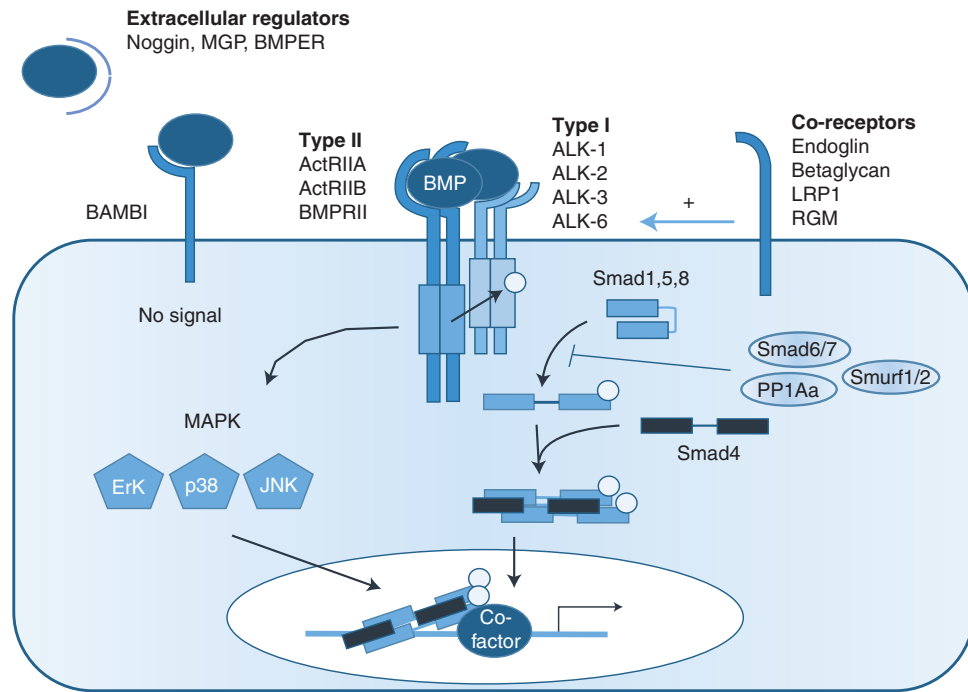 Extracellular regulators
Noggin, MGP, BMPER
Type II
ActRIIA
ActRIIB
BMPRII
BMP
Type I
ALK-1
ALK-2
ALK-3
ALK-6
+
Co-receptors
Endoglin
Betaglycan
LRP1
RGM
BAMBI
No signal
Smad1,5,8
Smad6/7
PP1Aa
Smurf1/2
MAPK
Smad4
ErK
p38
JNK
Co-
factor